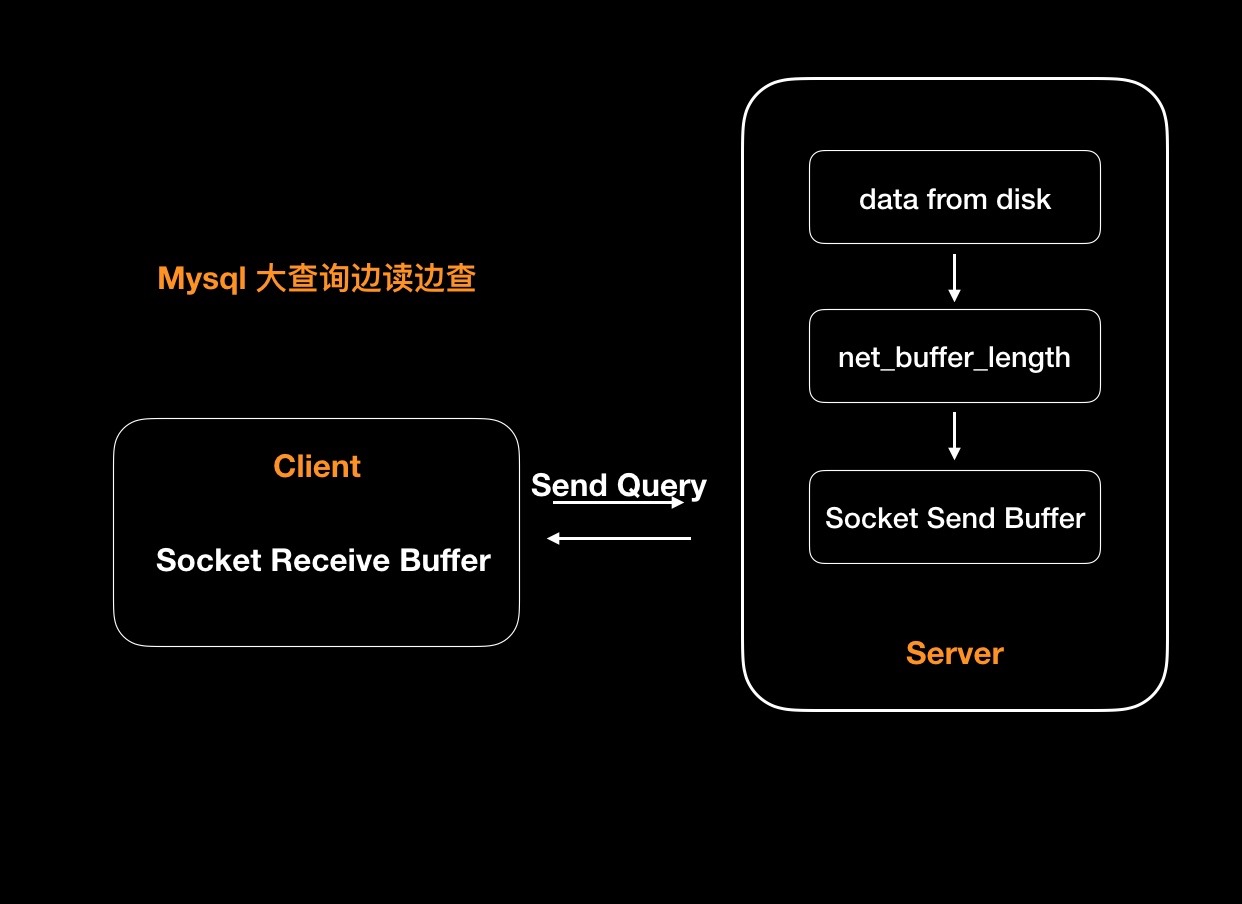 Mysql 大查询边读边查
Client
Socket Receive Buffer
Send Query
data from disk
net_buffer_length
Socket Send Buffer
Server